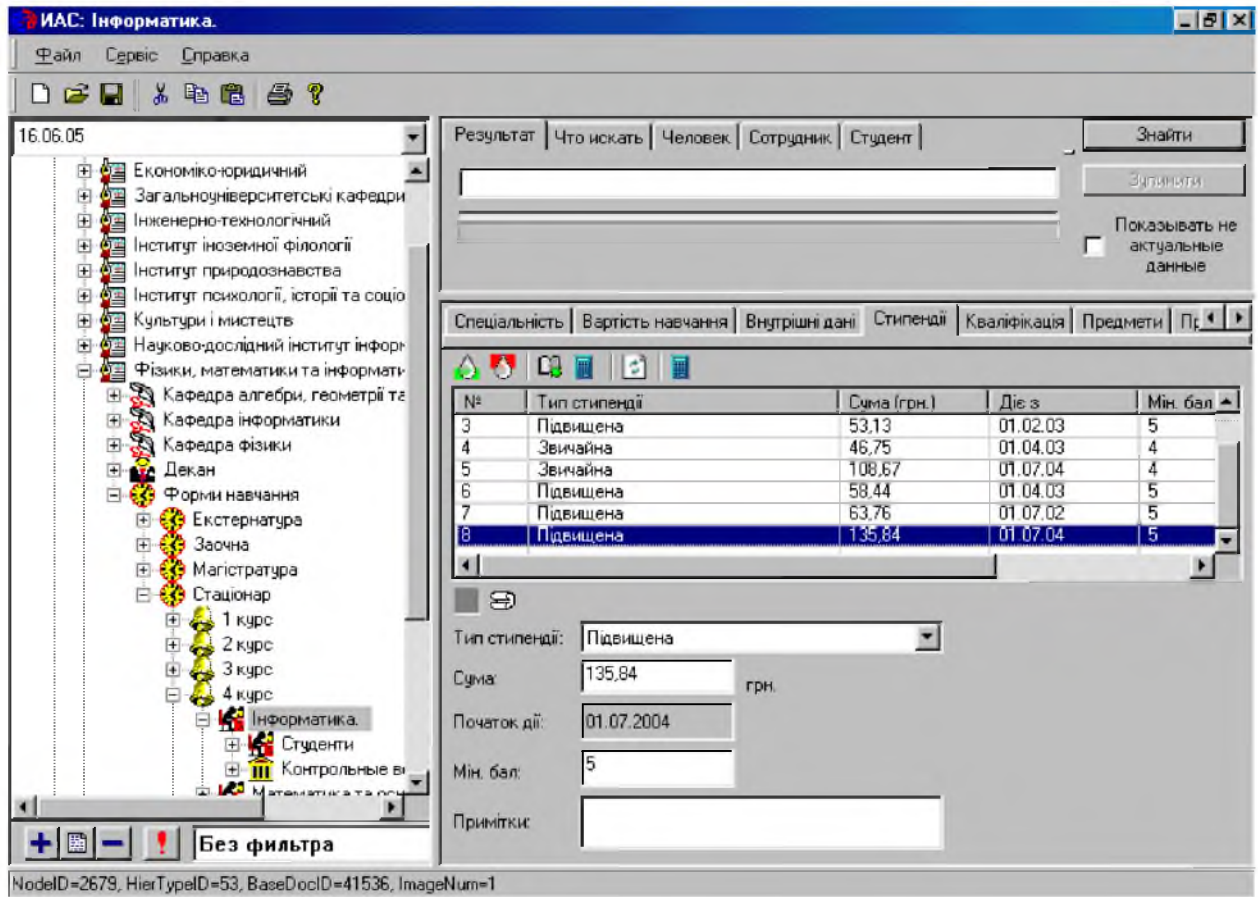 ИАС: Інформатика.
Файл Сервіс Справка
16.06.05
Економіко-юридичний
Загальноуніверситетські кафедри
Інженерно-технологічний
Інститут іноземної філології
Інститут природознавства
Інститут психології, історії та соціо
Культури і мистецтв
Науково-дослідний інститут інформ
Фізики, математики та інформати
Кафедра алгебри, геометрії та
Кафедра інформатики
Кафедра фізики
Декан
Форми навчання
Екстернатура
Заочна
Магістратура
Стаціонар
1 курс
2 курс
3 курс
4 курс
Інформатика.
Студенти
Контрольные в
Математика та осн
Без фильтра
Результат Что искать Человек Сотрудник Студент
Знайти
Зупинити
Показывать не
актуальные
данные
Спеціальність Вартість навчання Внутрішні дані Стипендії Кваліфікація Предмети Пр
№ Тип стипендії Сума (грн.) Діє з Мін. бал
3 Підвищена 53,13 01.02.03 5
4 Звичайна 46,75 01.04.03 4
5 Звичайна 108,67 01.07.04 4
6 Підвищена 58,44 01.04.03 5
7 Підвищена 63,76 01.07.02 5
8 Підвищена 135,84 01.07.04 5
Тип стипендії: Підвищена
Сума: 135,84 грн.
Початок дії: 01.07.2004
Мін. бал: 5
Примітки:
NodeID=2679, HierTypeID=53, BaseDocID=41536, ImageNum=1